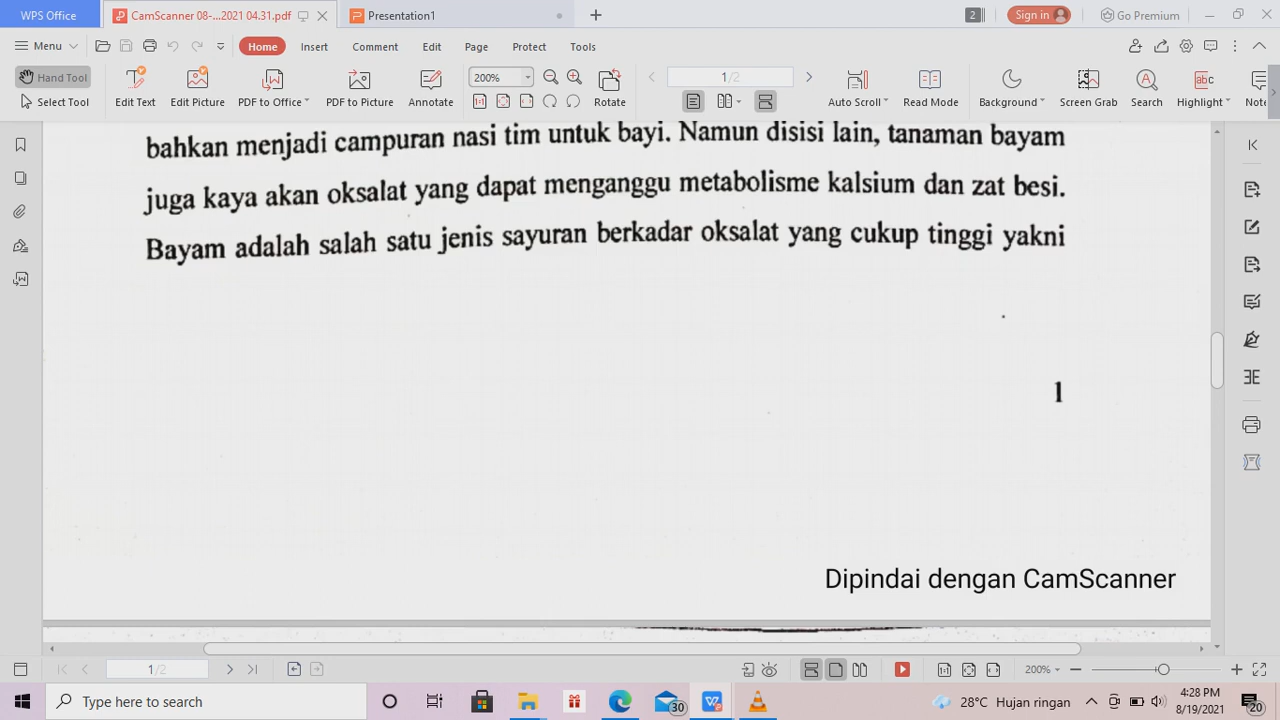 WPS Office
CamScanner 08-...2021 04.31.pdf
Presentation1
2
Sign in
Go Premium
Menu
Home
Insert
Comment
Edit
Page
Protect
Tools
Hand Tool
Select Tool
Edit Text
Edit Picture
PDF to Office
PDF to Picture
Annotate
200%
Rotate
1/2
Auto Scroll
Read Mode
Background
Screen Grab
Search
Highlight
Note
bahkan menjadi campuran nasi tim untuk bayi. Namun disisi lain, tanaman bayam
juga kaya akan oksalat yang dapat menganggu metabolisme kalsium dan zat besi.
Bayam adalah salah satu jenis sayuran berkadar oksalat yang cukup tinggi yakni
1
Dipindai dengan CamScanner
1/2
200%
Type here to search
30
28°C Hujan ringan
4:28 PM
8/19/2021
20